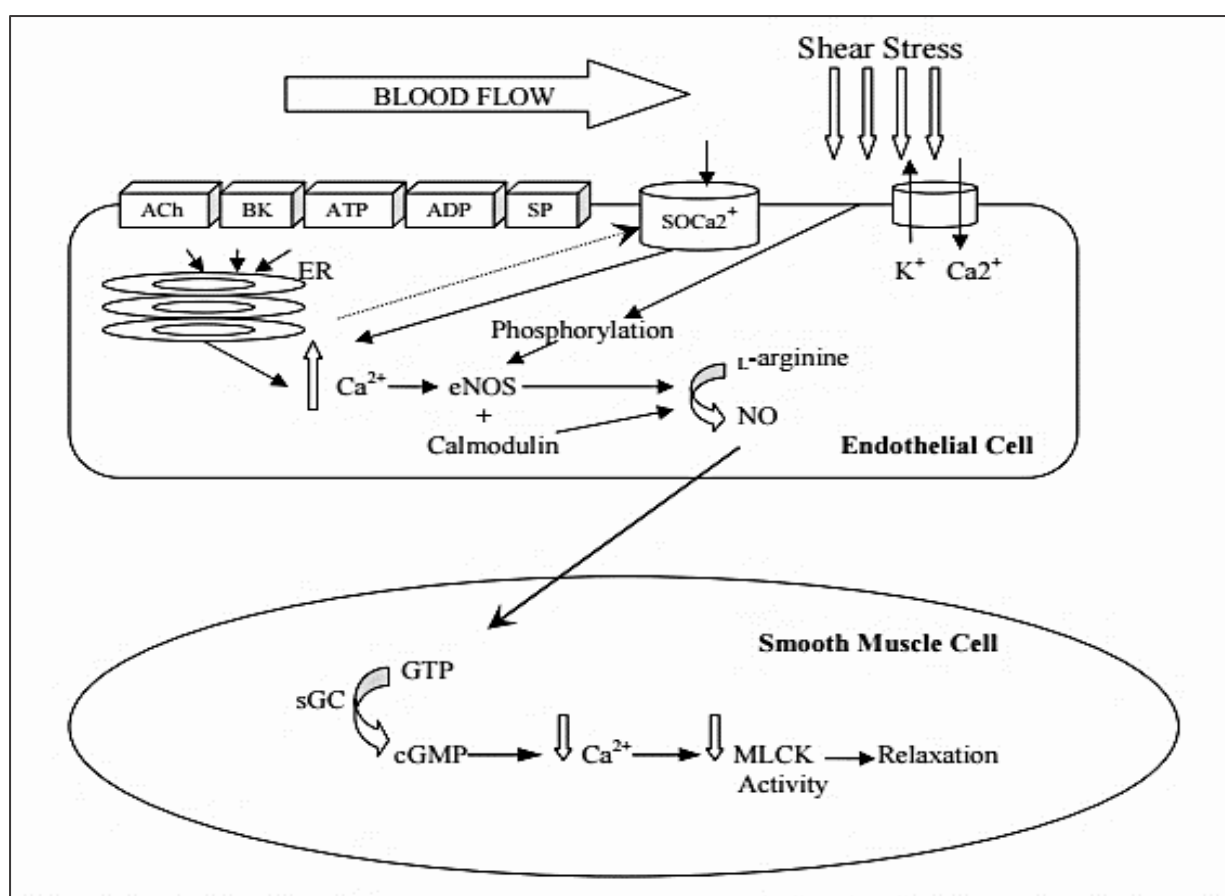 Shear Stress
BLOOD FLOW
ACh BK ATP ADP SP
SOCa2⁺
ER
K⁺ Ca2⁺
Phosphorylation
L-arginine
Ca²⁺ eNOS
+
NO
Calmodulin
Endothelial Cell
Smooth Muscle Cell
GTP
sGC
cGMP Ca²⁺ MLCK Relaxation
Activity